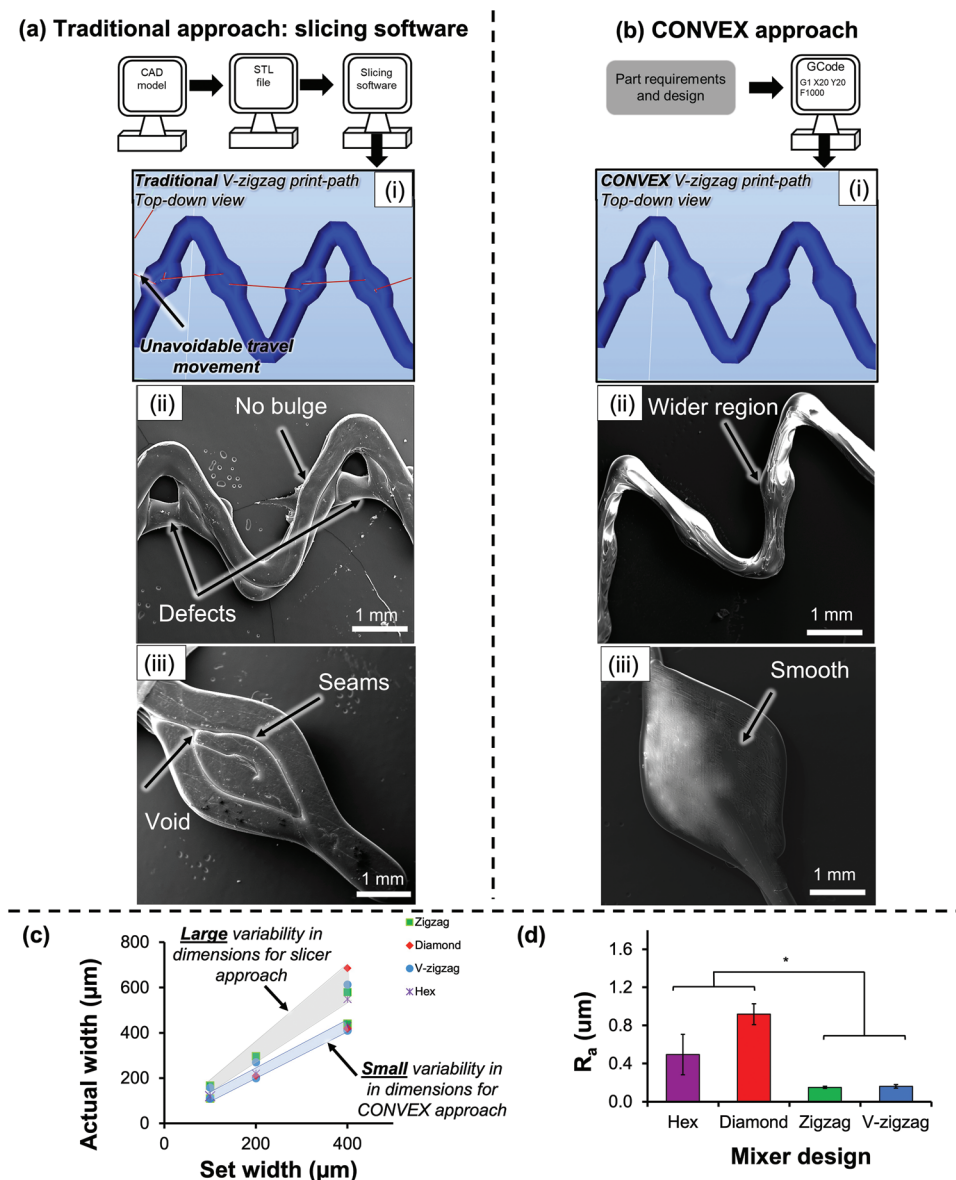 (a) Traditional approach: slicing software
CAD
model
STL
file
Slicing
software
Traditional V-zigzag print-path
Top-down view
(i)
Unavoidable travel
movement
(ii)
No bulge
Defects
1 mm
(iii)
Seams
Void
1 mm
(b) CONVEX approach
Part requirements
and design
GCode
G1 X20 Y20
F1000
CONVEX V-zigzag print-path
Top-down view
(i)
(ii)
Wider region
1 mm
(iii)
Smooth
1 mm
(c)
Actual width (µm)
800
600
400
200
0
0
200
400
Set width (µm)
Large variability in
dimensions for slicer
approach
Small variability in
in dimensions for
CONVEX approach
Zigzag
Diamond
V-zigzag
Hex
(d)
Ra (um)
1.6
1.2
0.8
0.4
0.0
*
Hex
Diamond
Zigzag
V-zigzag
Mixer design